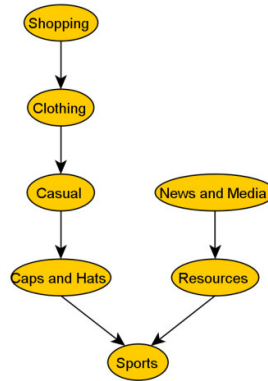 Shopping
Clothing
Casual
News and Media
Caps and Hats
Resources
Sports